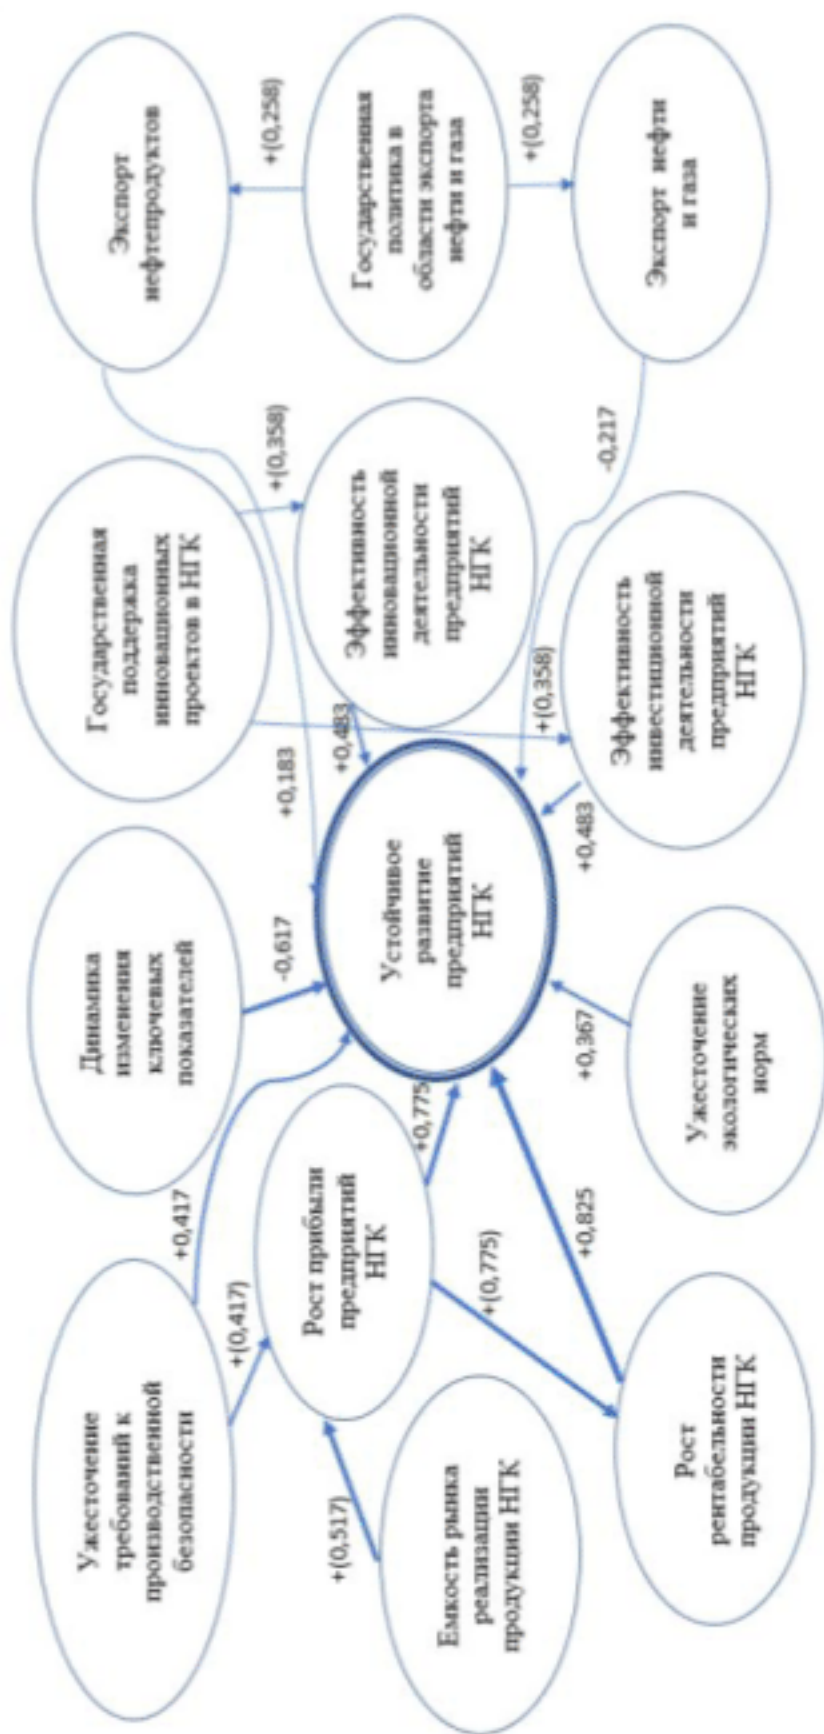 Ужесточение
требований к
производственной
безопасности
Динамика
изменения
ключевых
показателей
Государственная
поддержка
инновационных
проектов в НГК
Экспорт
нефтепродуктов
+0,417
+(0,417)
-0,617
+0,183
+(0,358)
+(0,258)
Рост прибыли
предприятий
НГК
+0,775
Устойчивое
развитие
предприятий
НГК
+0,483
Эффективность
инновационной
деятельности
предприятий
НГК
Государственная
политика в
области экспорта
нефти и газа
+(0,517)
+(0,775)
+(0,358)
-0,217
+(0,258)
Емкость рынка
реализации
продукции НГК
+0,825
+0,367
+0,483
Рост
рентабельности
продукции НГК
Ужесточение
экологических
норм
Эффективность
инвестиционной
деятельности
предприятий
НГК
Экспорт нефти
и газа